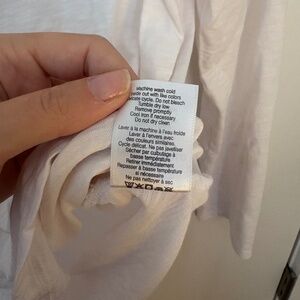 Machine wash cold
inside out with like colors
delicate cycle. Do not bleach
Tumble dry low
Remove promptly
Cool iron if necessary
Do not dry clean
Laver à la machine à l'eau froide
à l'envers avec
des couleurs similaires.
Cycle délicat. Ne pas javeliser
Sécher par culbutage à
basse température
Retirer immédiatement
Repasser à basse température
si nécessaire
Ne pas nettoyer à sec